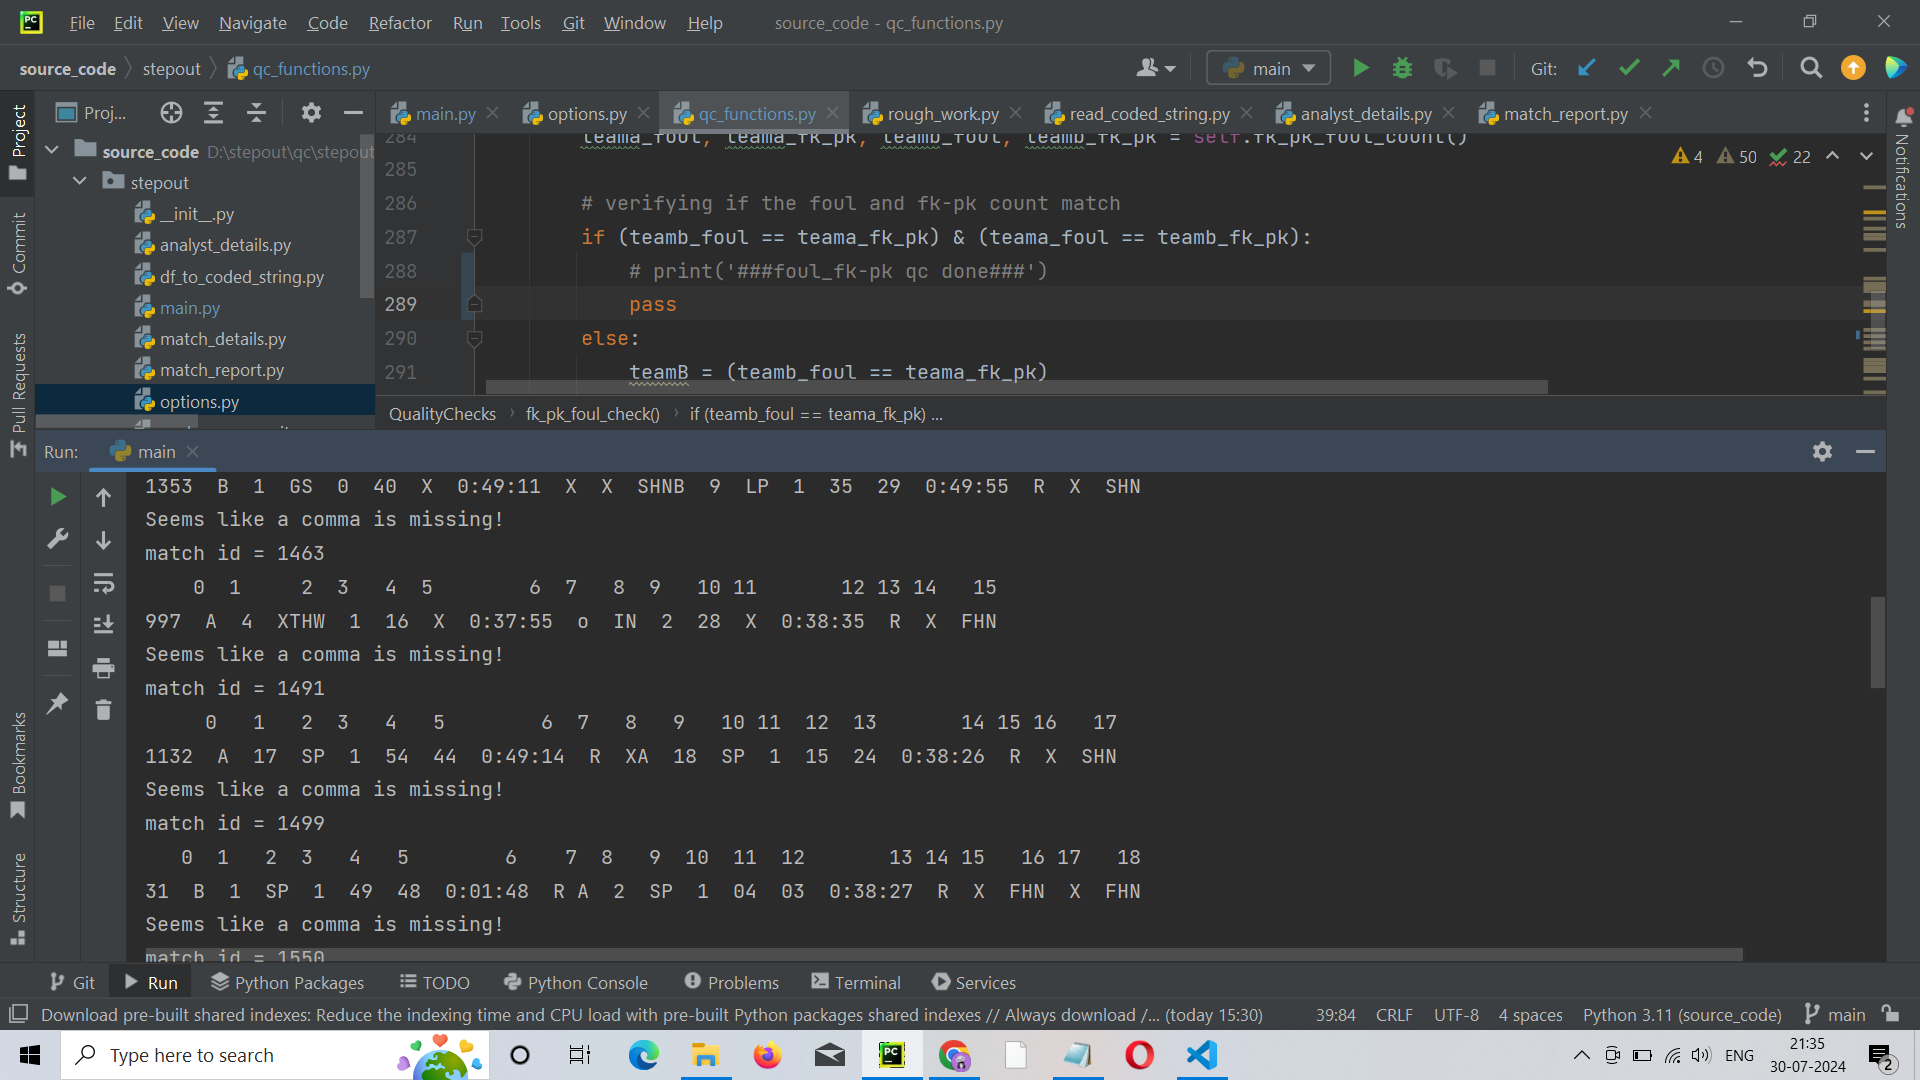 File Edit View Navigate Code Refactor Run Tools Git Window Help source_code - qc_functions.py
source_code stepout qc_functions.py main Git:
Project
Proj...
main.py options.py qc_functions.py rough_work.py read_coded_string.py analyst_details.py match_report.py
source_code D:\stepout\qc\stepout
stepout
__init__.py
analyst_details.py
df_to_coded_string.py
main.py
match_details.py
match_report.py
options.py
284 teama_foul, teama_fk_pk, teamb_foul, teamb_fk_pk = self.fk_pk_foul_count()
285
286 # verifying if the foul and fk-pk count match
287 if (teamb_foul == teama_fk_pk) & (teama_foul == teamb_fk_pk):
288 # print('###foul_fk-pk qc done###')
289 pass
290 else:
291 teamB = (teamb_foul == teama_fk_pk)
4 50 22
QualityChecks fk_pk_foul_check() if (teamb_foul == teama_fk_pk) ...
Notifications
Commit
Pull Requests
Bookmarks
Structure
Run: main
1353 B 1 GS 0 40 X 0:49:11 X X SHNB 9 LP 1 35 29 0:49:55 R X SHN
Seems like a comma is missing!
match id = 1463
0 1 2 3 4 5 6 7 8 9 10 11 12 13 14 15
997 A 4 XTHW 1 16 X 0:37:55 o IN 2 28 X 0:38:35 R X FHN
Seems like a comma is missing!
match id = 1491
0 1 2 3 4 5 6 7 8 9 10 11 12 13 14 15 16 17
1132 A 17 SP 1 54 44 0:49:14 R XA 18 SP 1 15 24 0:38:26 R X SHN
Seems like a comma is missing!
match id = 1499
0 1 2 3 4 5 6 7 8 9 10 11 12 13 14 15 16 17 18
31 B 1 SP 1 49 48 0:01:48 R A 2 SP 1 04 03 0:38:27 R X FHN X FHN
Seems like a comma is missing!
match id = 1550
Git Run Python Packages TODO Python Console Problems Terminal Services
Download pre-built shared indexes: Reduce the indexing time and CPU load with pre-built Python packages shared indexes // Always download /... (today 15:30) 39:84 CRLF UTF-8 4 spaces Python 3.11 (source_code) main
Type here to search
ENG
21:35
30-07-2024
2